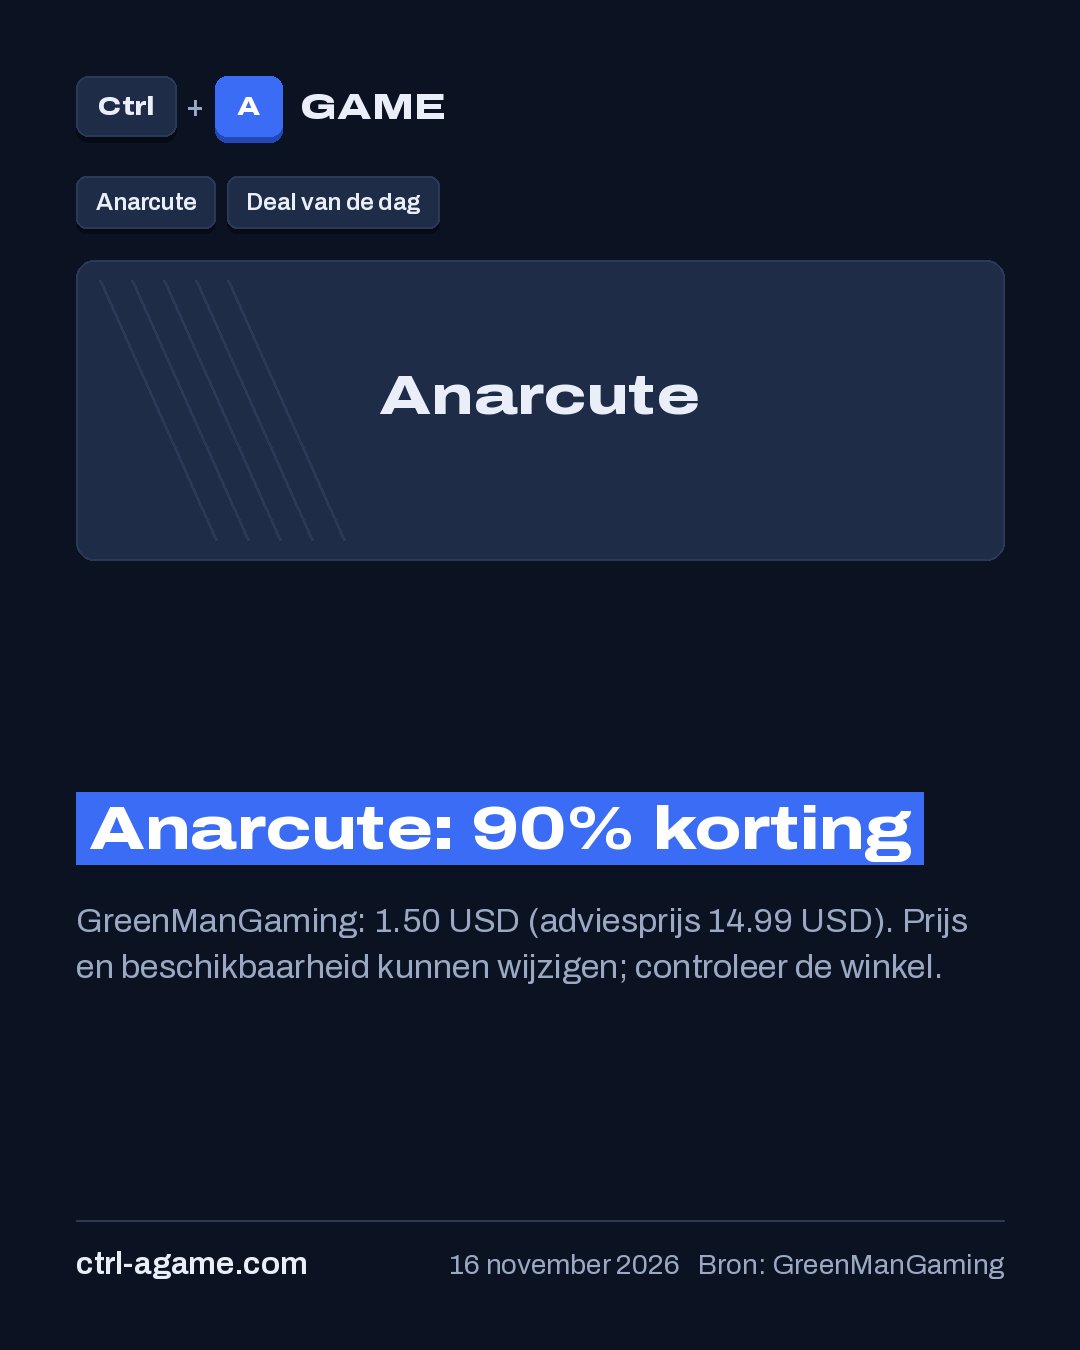 Ctrl + A GAME
Anarcute Deal van de dag
Anarcute
Anarcute: 90% korting
GreenManGaming: 1.50 USD (adviesprijs 14.99 USD). Prijs
en beschikbaarheid kunnen wijzigen; controleer de winkel.
ctrl-agame.com 16 november 2026 Bron: GreenManGaming